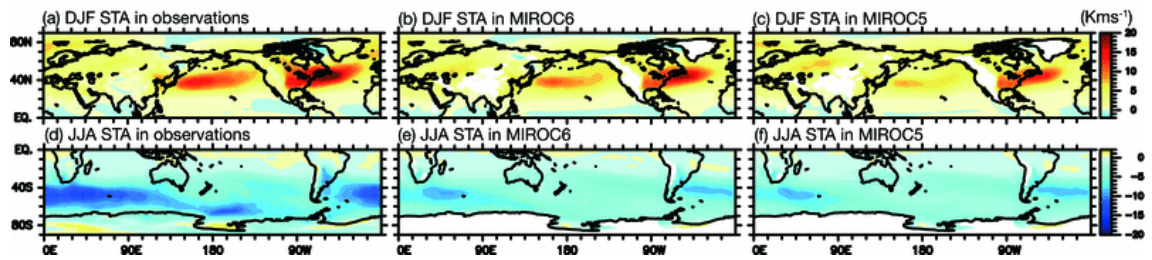 (a) DJF STA in observations (b) DJF STA in MIROC6 (c) DJF STA in MIROC5 (Kms⁻¹)
80N 20
15
40N 10
5
0
EQ.
(d) JJA STA in observations (e) JJA STA in MIROC6 (f) JJA STA in MIROC5
EQ. 0
-5
40S -10
-15
80S -20
0E 90E 180 90W 0E 90E 180 90W 0E 90E 180 90W